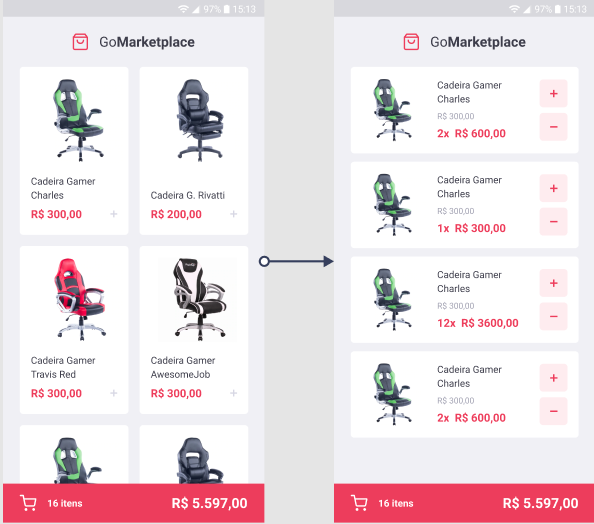 97% 15:13
GoMarketplace
Cadeira Gamer
Charles
R$ 300,00
+
Cadeira G. Rivatti
R$ 200,00
+
Cadeira Gamer
Travis Red
R$ 300,00
+
Cadeira Gamer
AwesomeJob
R$ 300,00
+
16 itens
R$ 5.597,00
97% 15:13
GoMarketplace
Cadeira Gamer
Charles
R$ 300,00
2x R$ 600,00
+
−
Cadeira Gamer
Charles
R$ 300,00
1x R$ 300,00
+
−
Cadeira Gamer
Charles
R$ 300,00
12x R$ 3600,00
+
−
Cadeira Gamer
Charles
R$ 300,00
2x R$ 600,00
+
−
16 itens
R$ 5.597,00